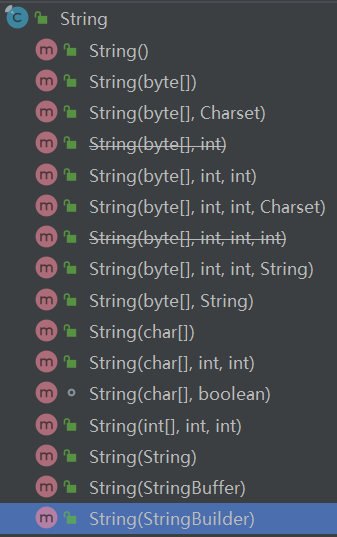 String
String()
String(byte[])
String(byte[], Charset)
String(byte[], int)
String(byte[], int, int)
String(byte[], int, int, Charset)
String(byte[], int, int, int)
String(byte[], int, int, String)
String(byte[], String)
String(char[])
String(char[], int, int)
String(char[], boolean)
String(int[], int, int)
String(String)
String(StringBuffer)
String(StringBuilder)